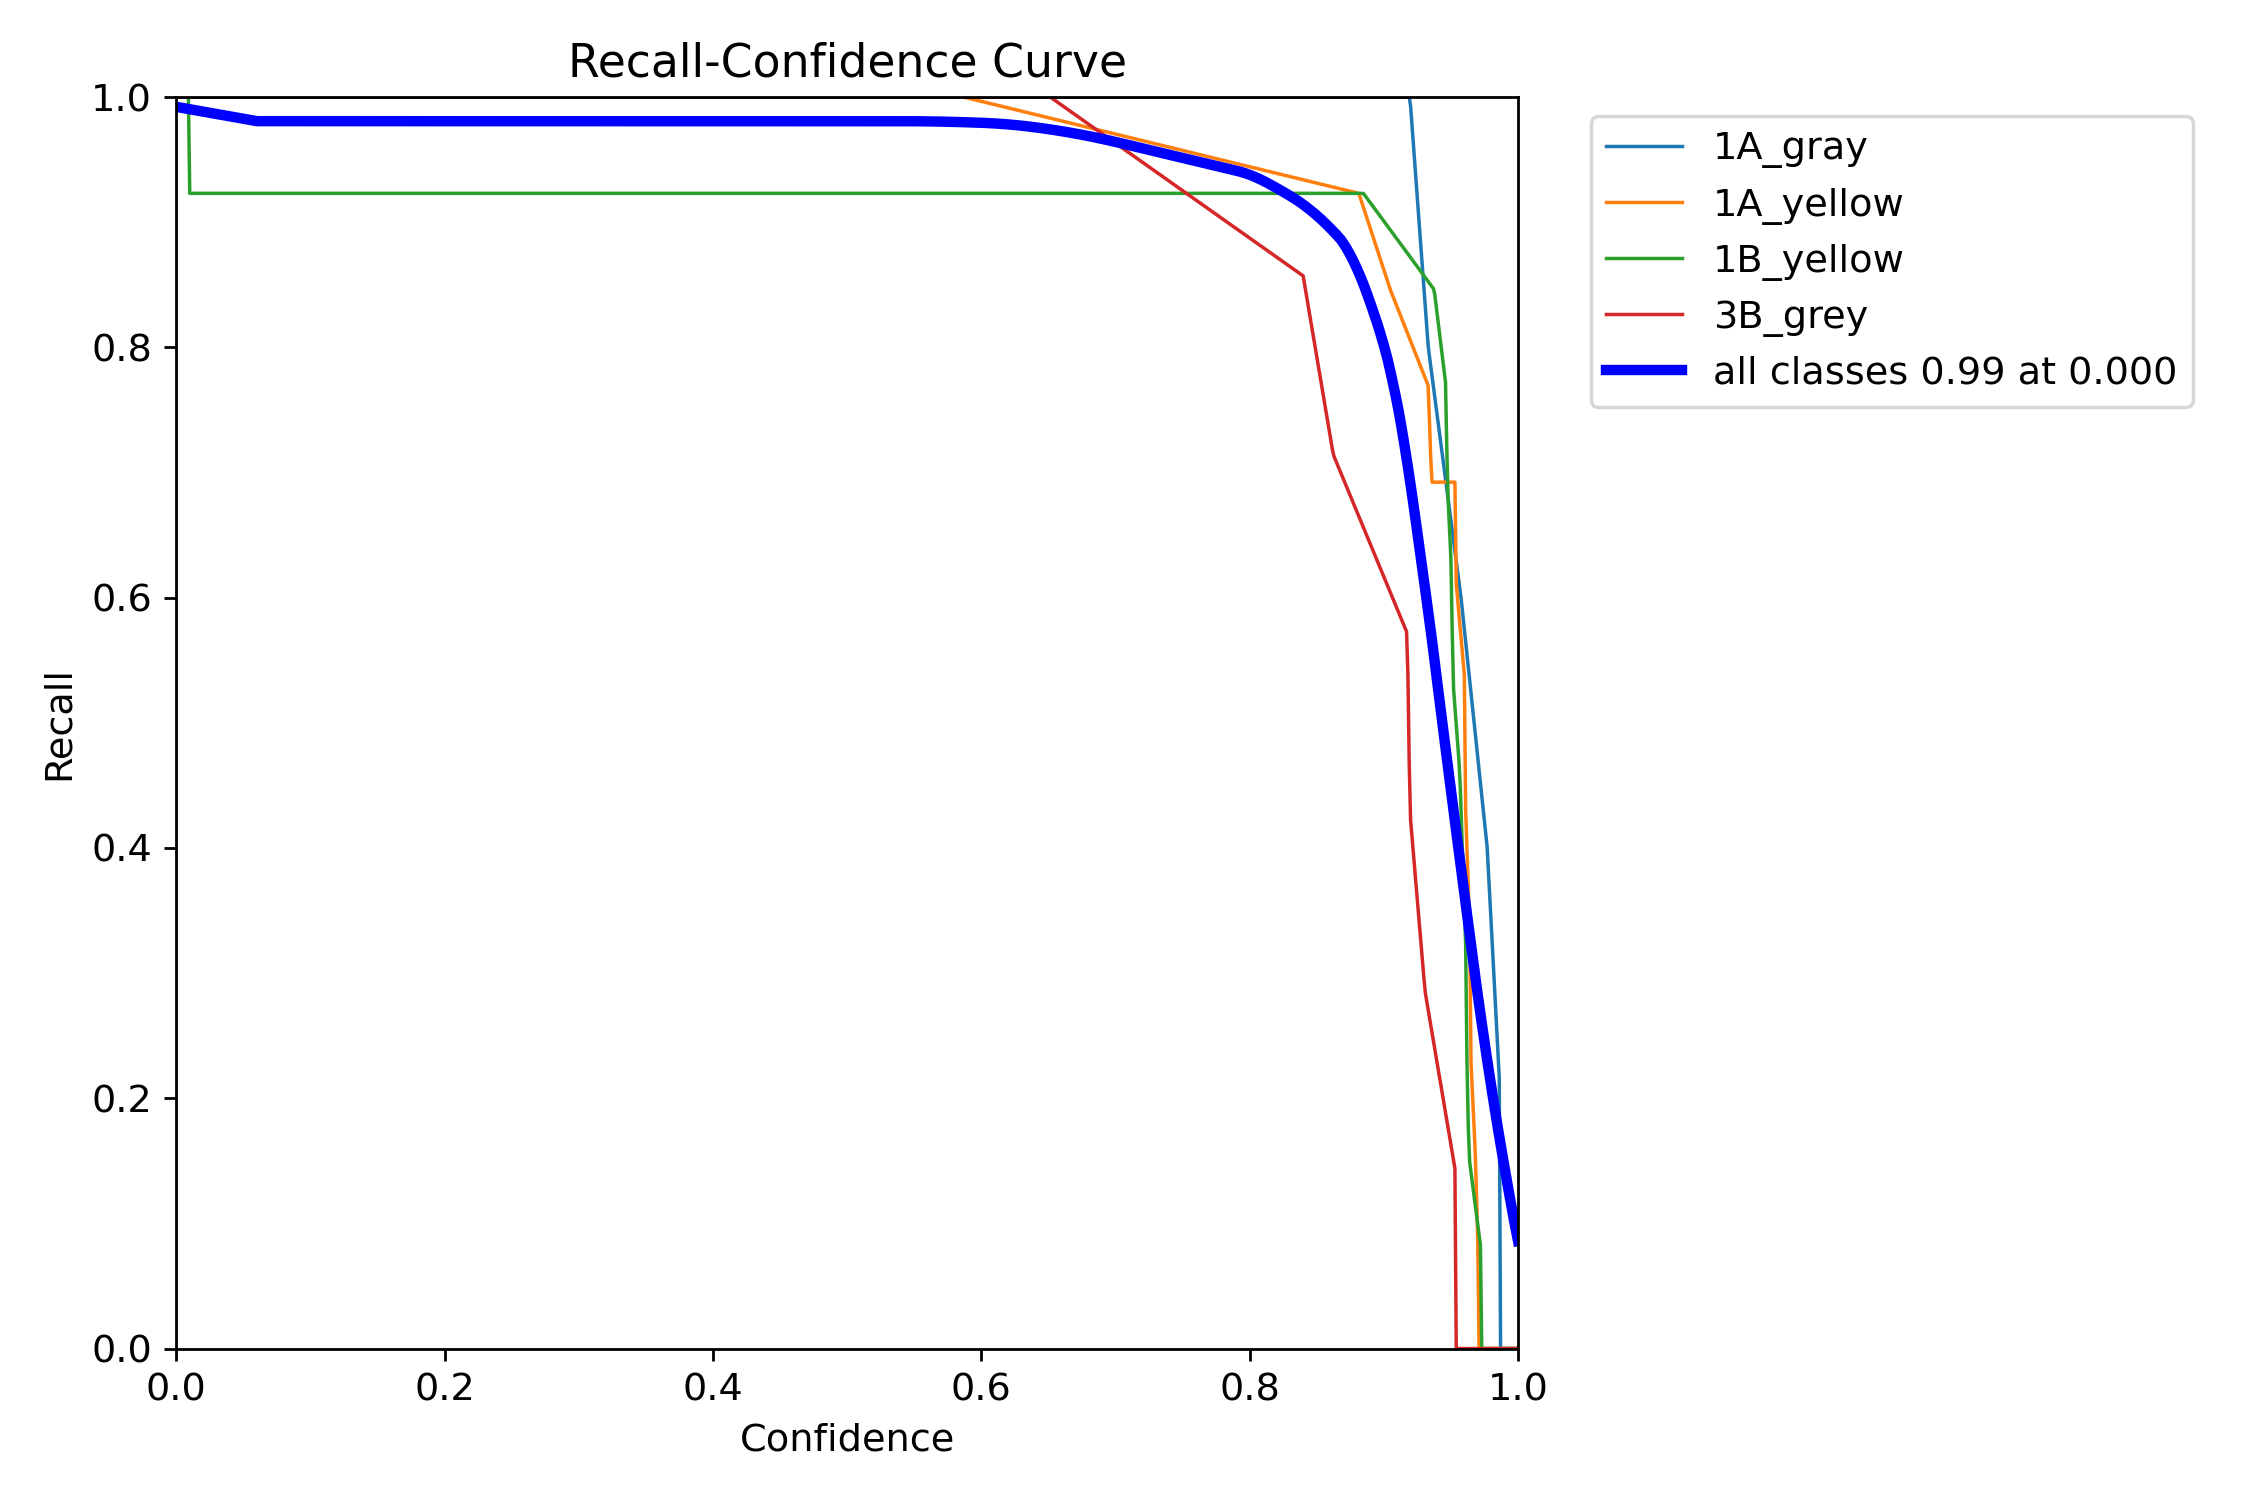 Recall-Confidence Curve
1.0
0.8
0.6
0.4
0.2
0.0
Recall
0.0 0.2 0.4 0.6 0.8 1.0
Confidence
1A_gray
1A_yellow
1B_yellow
3B_grey
all classes 0.99 at 0.000